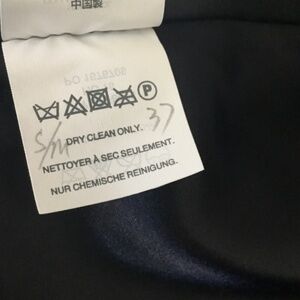 中国製
S/M
37
DRY CLEAN ONLY.
NETTOYER À SEC SEULEMENT.
NUR CHEMISCHE REINIGUNG.